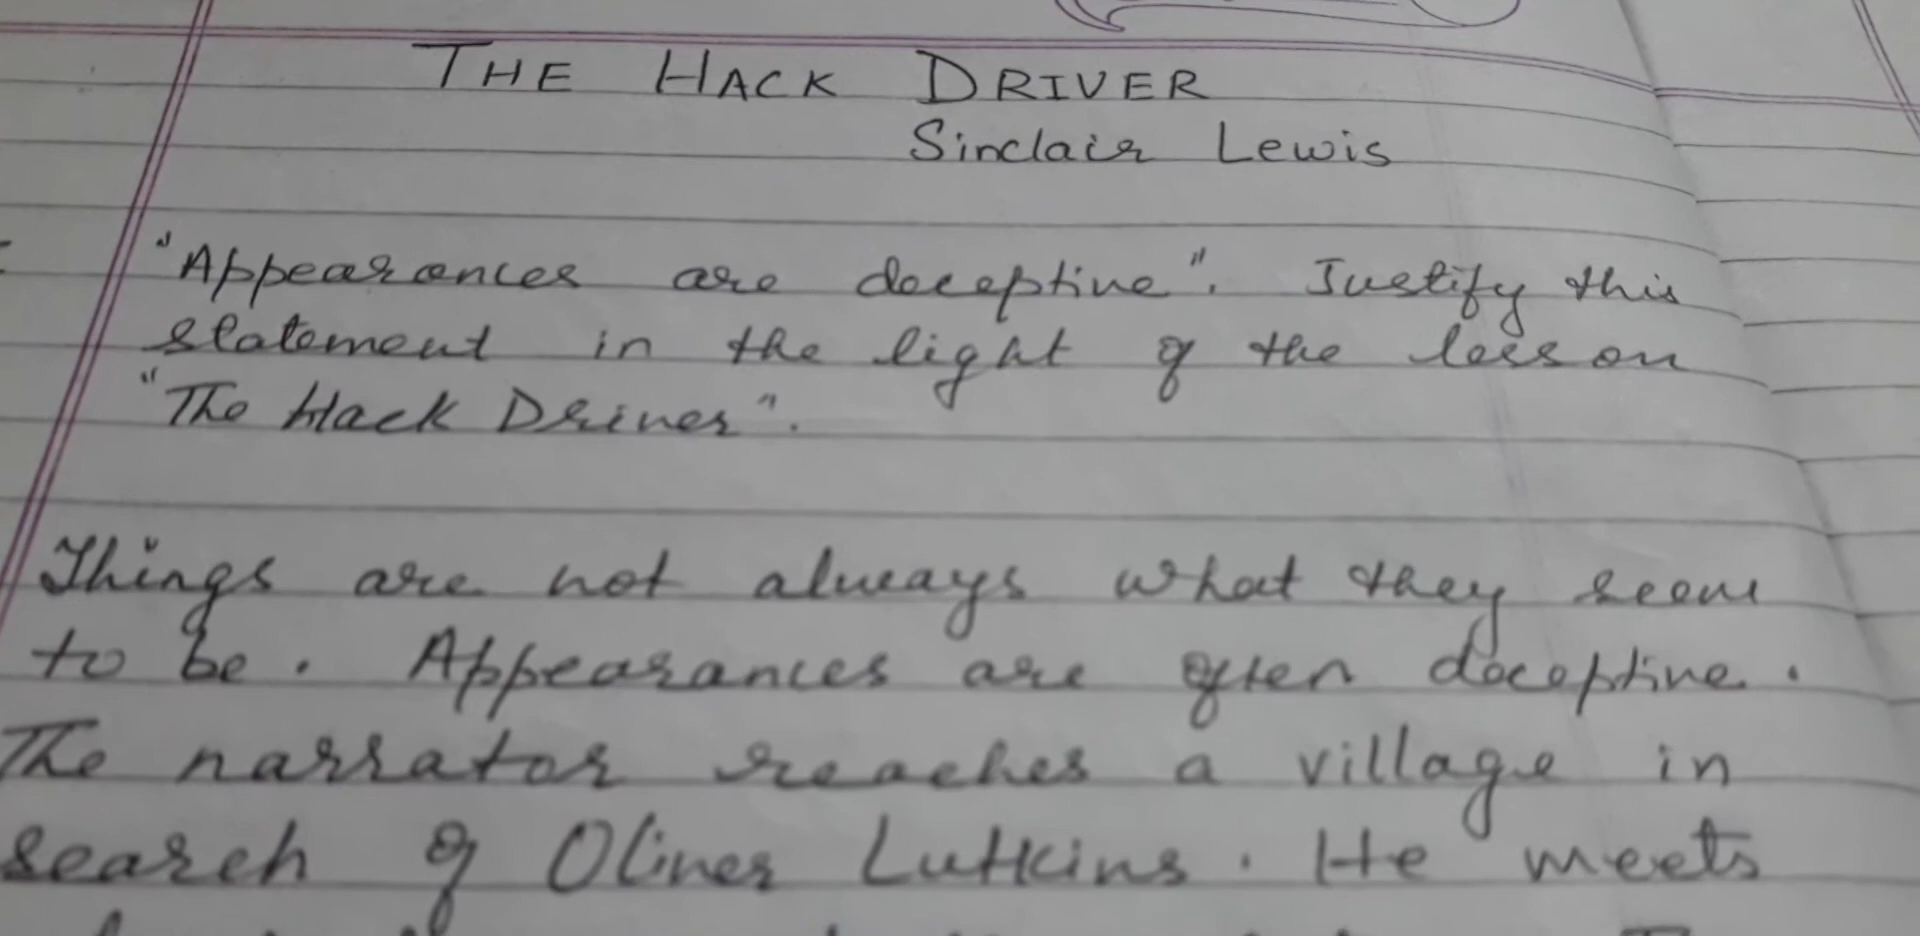 THE HACK DRIVER
Sinclair Lewis
"Appearances are deceptive". Justify this
statement in the light of the lesson
"The Hack Driver".
Things are not always what they seem
to be. Appearances are often deceptive.
The narrator reaches a village in
search of Oliver Lutkins. He meets